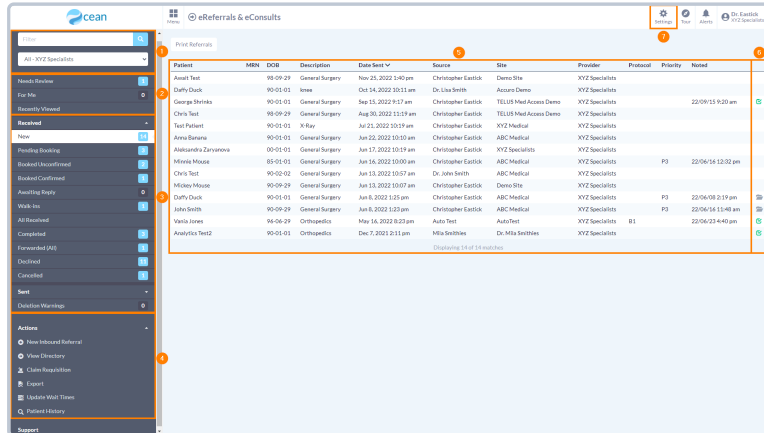 cean
Menu
eReferrals & eConsults
Settings
Tour
Alerts
Dr. Eastick
XYZ Specialists
7
Filter
1
All - XYZ Specialists
Needs Review 1
For Me 0
2
Recently Viewed
Received
New 14
Pending Booking 3
Booked Unconfirmed 2
Booked Confirmed 1
Awaiting Reply 0
3
Walk-ins 1
All Received
Completed 3
Forwarded (All) 1
Declined 11
Cancelled 1
Sent
Deletion Warnings 0
Actions
New Inbound Referral
View Directory
4
Claim Requisition
Export
Update Wait Times
Patient History
Support
Print Referrals
5
6
Patient MRN DOB Description Date Sent Source Site Provider Protocol Priority Noted
Assalt Test 98-09-29 General Surgery Nov 25, 2022 1:40 pm Christopher Eastick Demo Site XYZ Specialists
Daffy Duck 90-01-01 knee Oct 14, 2022 10:11 am Dr. Lisa Smith Accuro Demo XYZ Specialists
George Shrinks 90-01-01 General Surgery Sep 15, 2022 9:17 am Christopher Eastick TELUS Med Access Demo XYZ Specialists 22/09/15 9:20 am
Chris Test 98-09-29 General Surgery Aug 30, 2022 11:19 am Christopher Eastick TELUS Med Access Demo XYZ Specialists
Test Patient 90-01-01 X-Ray Jul 21, 2022 10:19 am Christopher Eastick XYZ Medical XYZ Specialists
Anna Banana 90-01-01 General Surgery Jun 22, 2022 10:10 am Christopher Eastick ABC Medical XYZ Specialists
Aleksandra Zaryanova 00-01-01 General Surgery Jun 17, 2022 10:19 am Christopher Eastick XYZ Specialists XYZ Specialists
Minnie Mouse 85-01-01 General Surgery Jun 16, 2022 10:00 am Christopher Eastick ABC Medical XYZ Specialists P3 22/06/16 12:32 pm
Chris Test 90-02-02 General Surgery Jun 13, 2022 10:57 am Dr. John Smith ABC Medical XYZ Specialists
Mickey Mouse 90-09-29 General Surgery Jun 13, 2022 10:07 am Christopher Eastick Demo Site XYZ Specialists
Daffy Duck 90-01-01 General Surgery Jun 8, 2022 1:25 pm Christopher Eastick ABC Medical XYZ Specialists P3 22/06/08 2:19 pm
John Smith 90-09-29 General Surgery Jun 8, 2022 1:23 pm Christopher Eastick ABC Medical XYZ Specialists P3 22/06/16 11:48 am
Vania Jones 96-06-29 Orthopedics May 16, 2022 8:23 pm Auto Test AutoTest XYZ Specialists B1 22/06/23 4:40 pm
Analytics Test2 90-01-01 Orthopedics Dec 7, 2021 2:11 pm Mila Smithies Dr. Mila Smithies XYZ Specialists
Displaying 14 of 14 matches